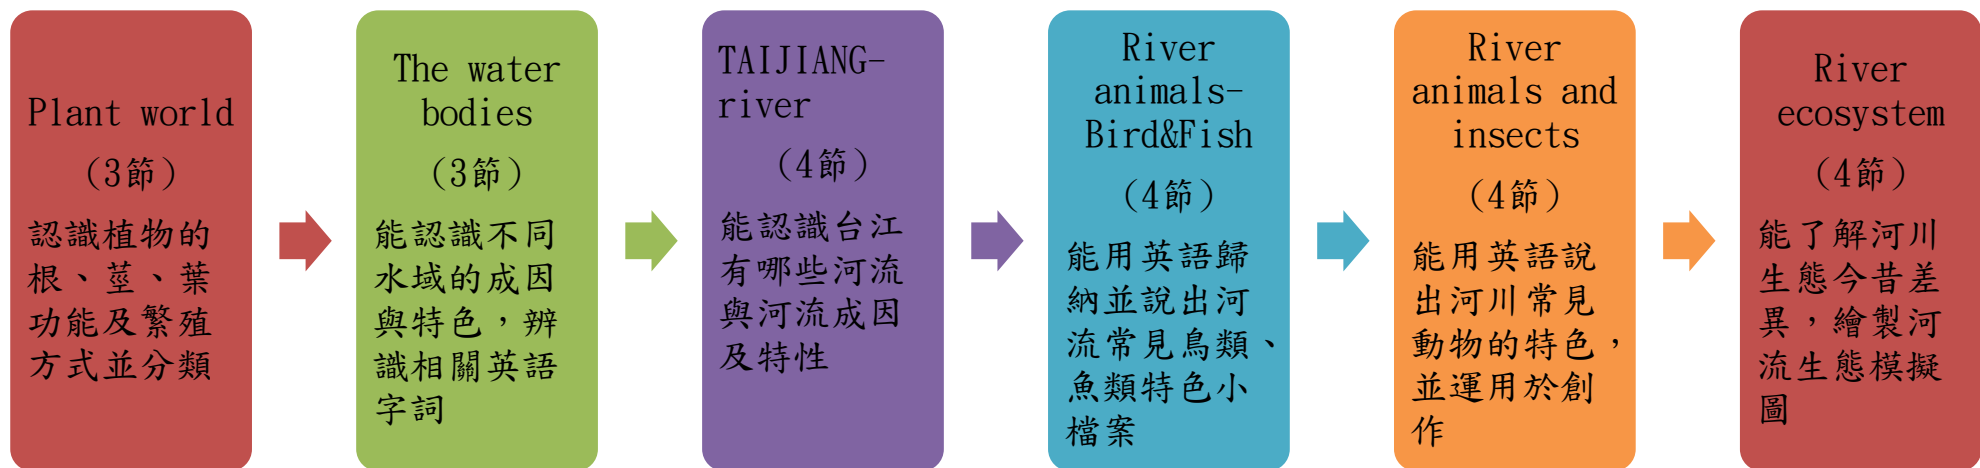 Plant world
(3節)
認識植物的
根、莖、葉
功能及繁殖
方式並分類
The water
bodies
(3節)
能認識不同
水域的成因
與特色，辨
識相關英語
字詞
TAIJIANG-
river
(4節)
能認識台江
有哪些河流
與河流成因
及特性
River
animals-
Bird&Fish
(4節)
能用英語歸
納並說出河
流常見鳥類、
魚類特色小
檔案
River
animals and
insects
(4節)
能用英語說
出河川常見
動物的特色，
並運用於創
作
River
ecosystem
(4節)
能了解河川
生態今昔差
異，繪製河
流生態模擬
圖